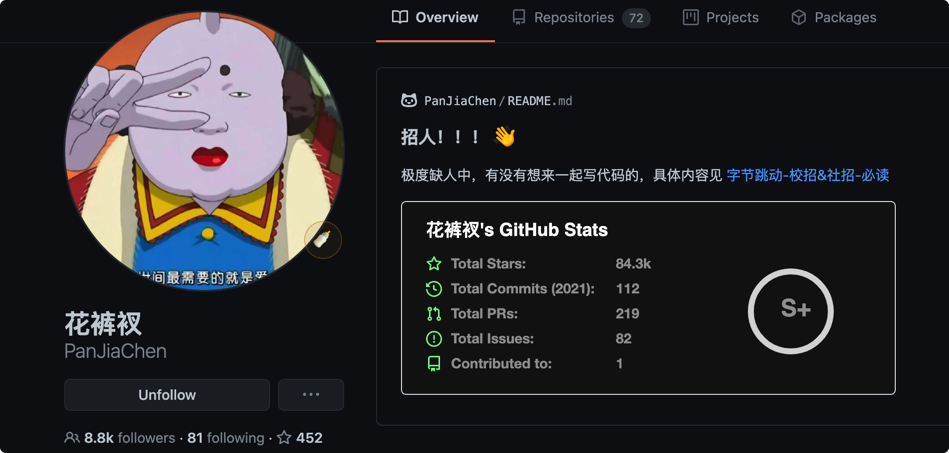 Overview
Repositories 72
Projects
Packages
世间最需要的就是爱
花裤衩
PanJiaChen
Unfollow
8.8k followers · 81 following · 452
PanJiaChen/README.md
招人！！！ 👋
极度缺人中，有没有想来一起写代码的，具体内容见 字节跳动-校招&社招-必读
花裤衩's GitHub Stats
Total Stars: 84.3k
Total Commits (2021): 112
Total PRs: 219
Total Issues: 82
Contributed to: 1
S+